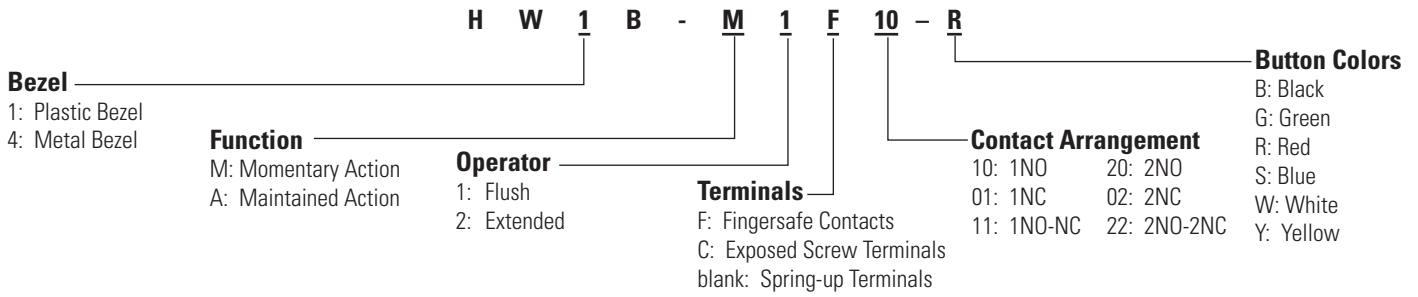 H W 1 B - M 1 F 10 – R
Bezel
1: Plastic Bezel
4: Metal Bezel
Function
M: Momentary Action
A: Maintained Action
Operator
1: Flush
2: Extended
Terminals
F: Fingersafe Contacts
C: Exposed Screw Terminals
blank: Spring-up Terminals
Contact Arrangement
10: 1NO 20: 2NO
01: 1NC 02: 2NC
11: 1NO-NC 22: 2NO-2NC
Button Colors
B: Black
G: Green
R: Red
S: Blue
W: White
Y: Yellow